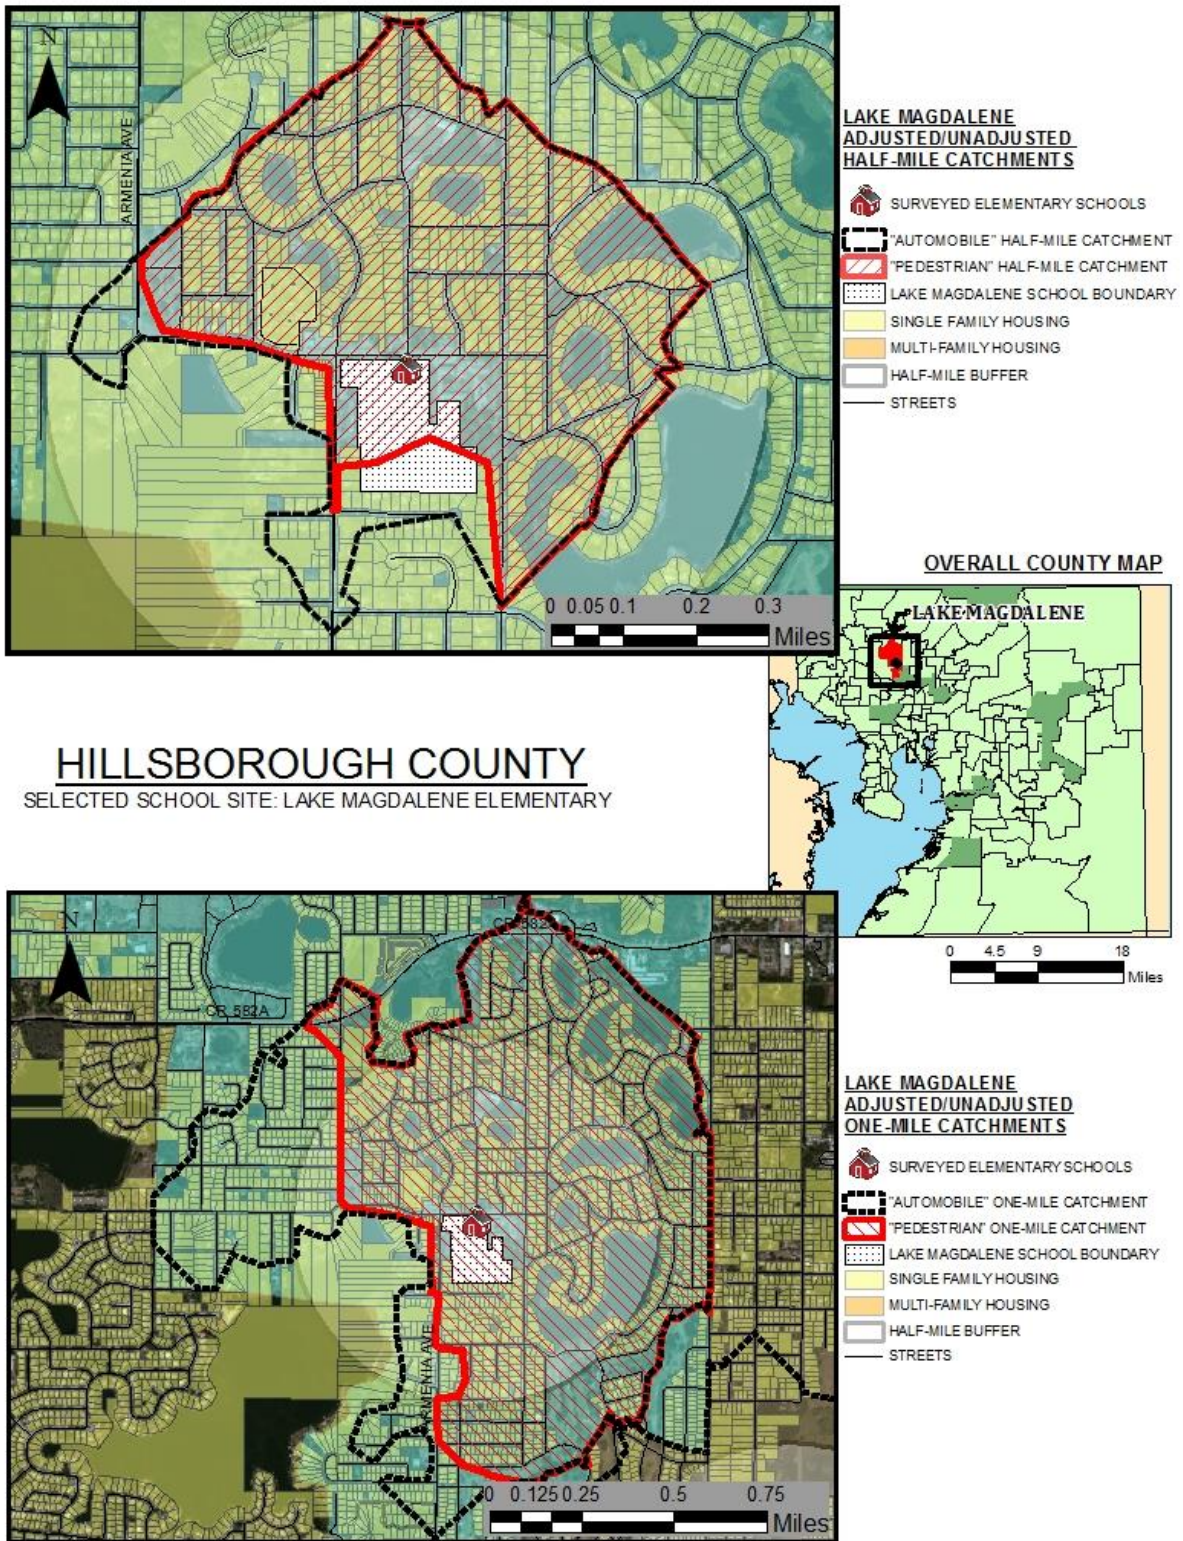 N
ARMENIA AVE
0 0.05 0.1 0.2 0.3
Miles
LAKE MAGDALENE
ADJUSTED/UNADJUSTED
HALF-MILE CATCHMENTS
SURVEYED ELEMENTARY SCHOOLS
"AUTOMOBILE" HALF-MILE CATCHMENT
"PEDESTRIAN" HALF-MILE CATCHMENT
LAKE MAGDALENE SCHOOL BOUNDARY
SINGLE FAMILY HOUSING
MULTI-FAMILY HOUSING
HALF-MILE BUFFER
STREETS
OVERALL COUNTY MAP
LAKE MAGDALENE
0 4.5 9 18
Miles
HILLSBOROUGH COUNTY
SELECTED SCHOOL SITE: LAKE MAGDALENE ELEMENTARY
N
CR 582
CR 582A
ARMENIA AVE
0 0.125 0.25 0.5 0.75
Miles
LAKE MAGDALENE
ADJUSTED/UNADJUSTED
ONE-MILE CATCHMENTS
SURVEYED ELEMENTARY SCHOOLS
"AUTOMOBILE" ONE-MILE CATCHMENT
"PEDESTRIAN" ONE-MILE CATCHMENT
LAKE MAGDALENE SCHOOL BOUNDARY
SINGLE FAMILY HOUSING
MULTI-FAMILY HOUSING
HALF-MILE BUFFER
STREETS